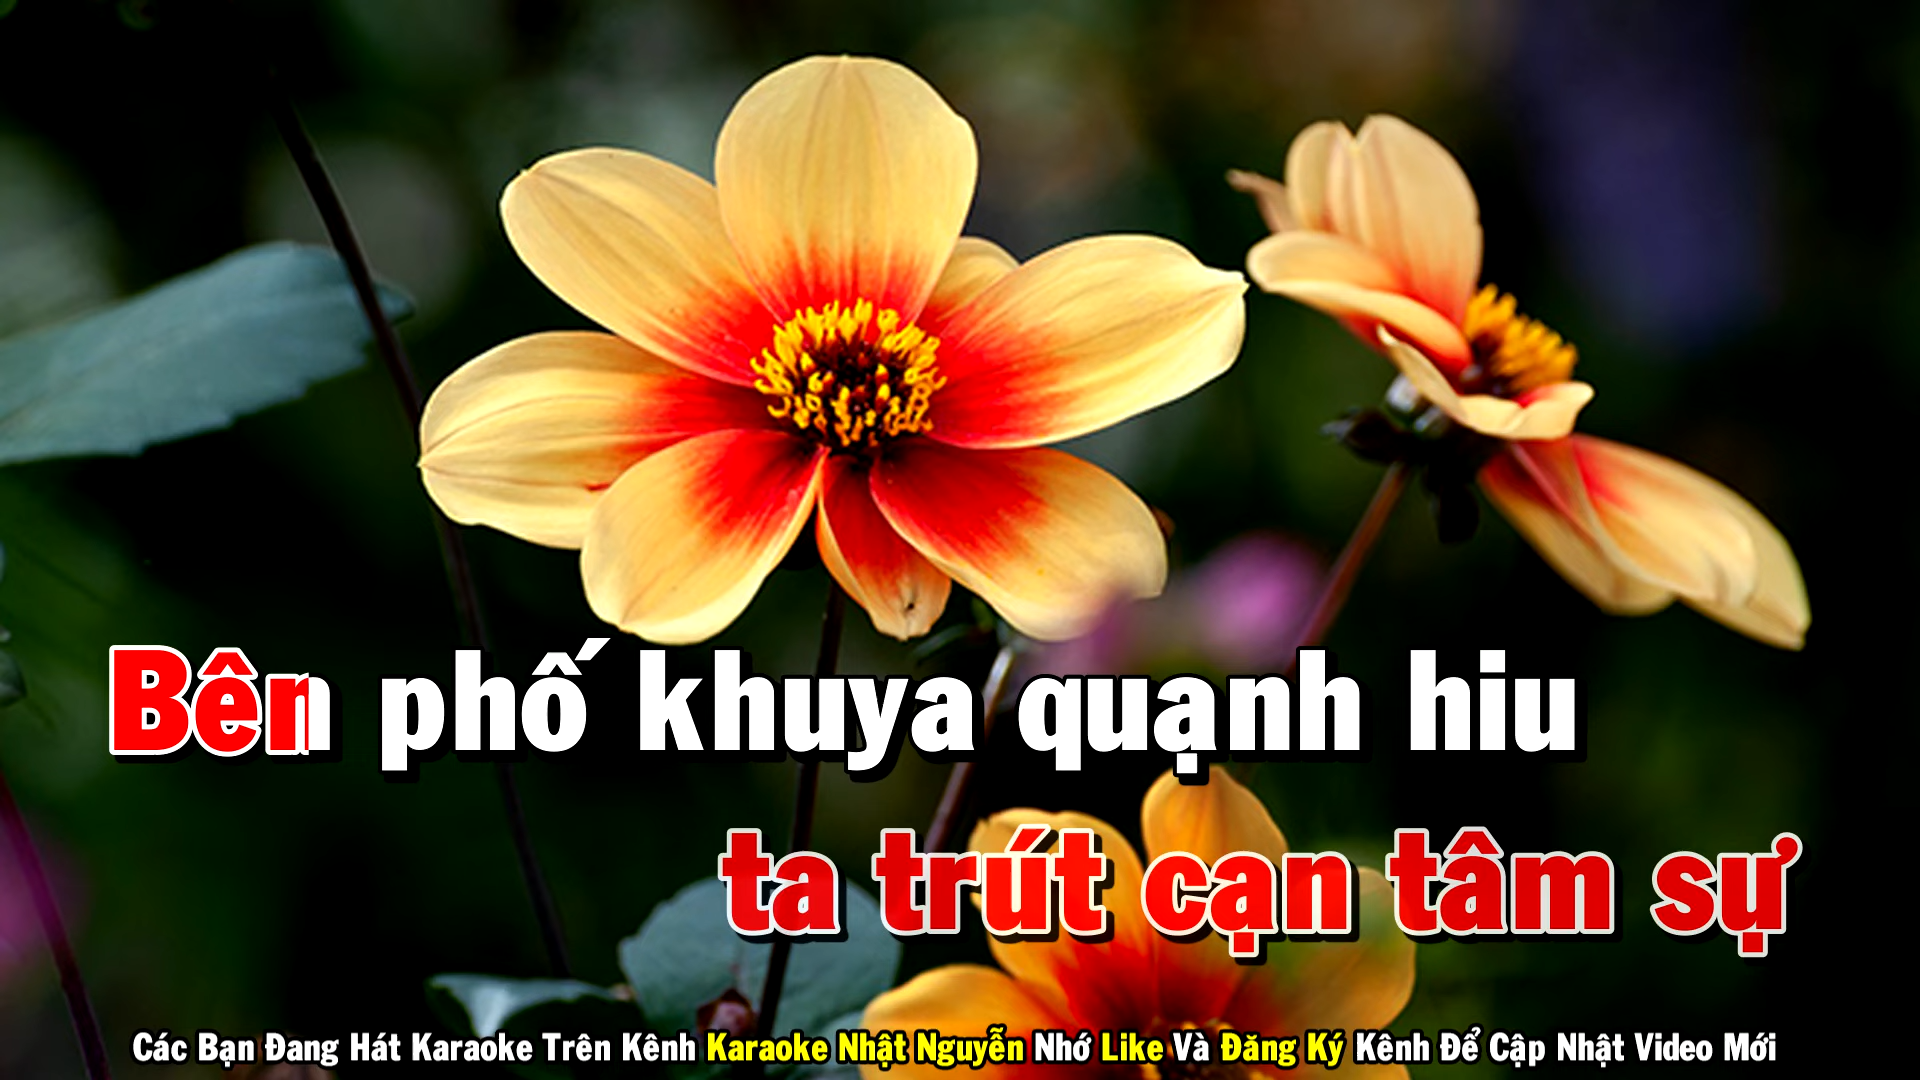 Bên phố khuya quạnh hiu
ta trút cạn tâm sự
Các Bạn Đang Hát Karaoke Trên Kênh Karaoke Nhật Nguyễn Nhớ Like Và Đăng Ký Kênh Để Cập Nhật Video Mới